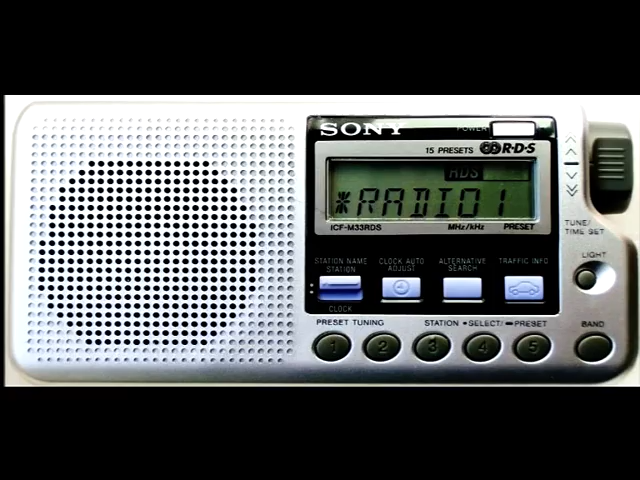 SONY
POWER
15 PRESETS R•D•S
RDS
*RADIO1
ICF-M33RDS MHz/kHz PRESET
TUNE/
TIME SET
STATION NAME
STATION
CLOCK AUTO
ADJUST
ALTERNATIVE
SEARCH
TRAFFIC INFO
CLOCK
LIGHT
PRESET TUNING STATION •SELECT/ PRESET BAND
1 2 3 4 5